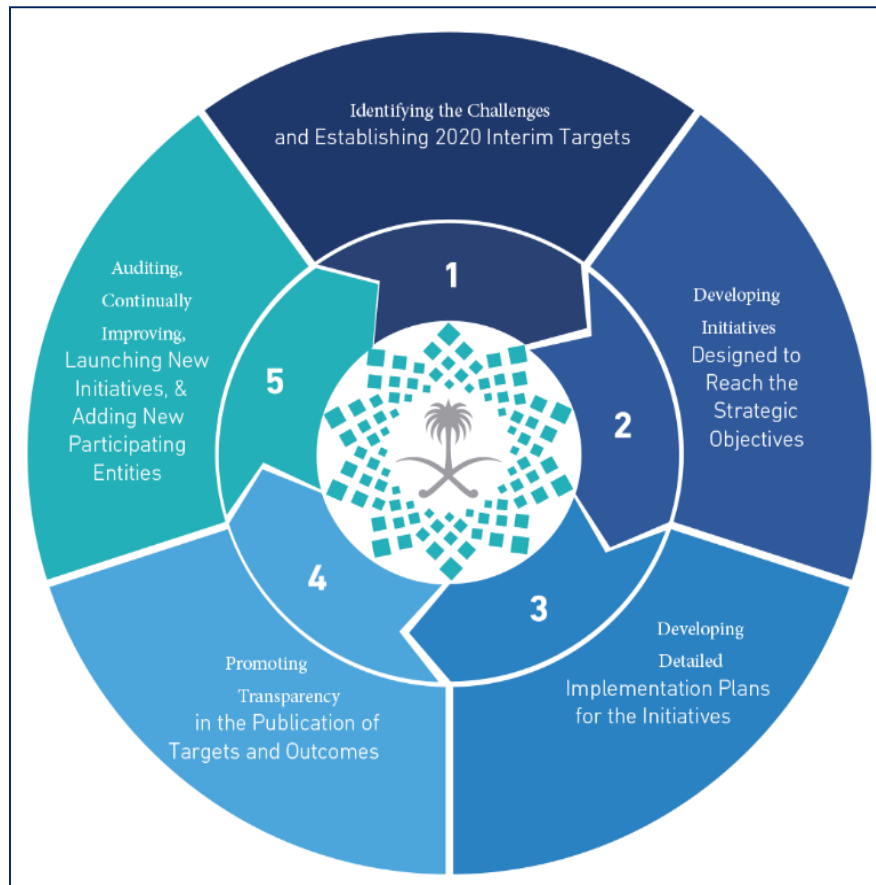 1
Identifying the Challenges
and Establishing 2020 Interim Targets
2
Developing
Initiatives
Designed to
Reach the
Strategic
Objectives
3
Developing
Detailed
Implementation Plans
for the Initiatives
4
Promoting
Transparency
in the Publication of
Targets and Outcomes
5
Auditing,
Continually
Improving,
Launching New
Initiatives, &
Adding New
Participating
Entities